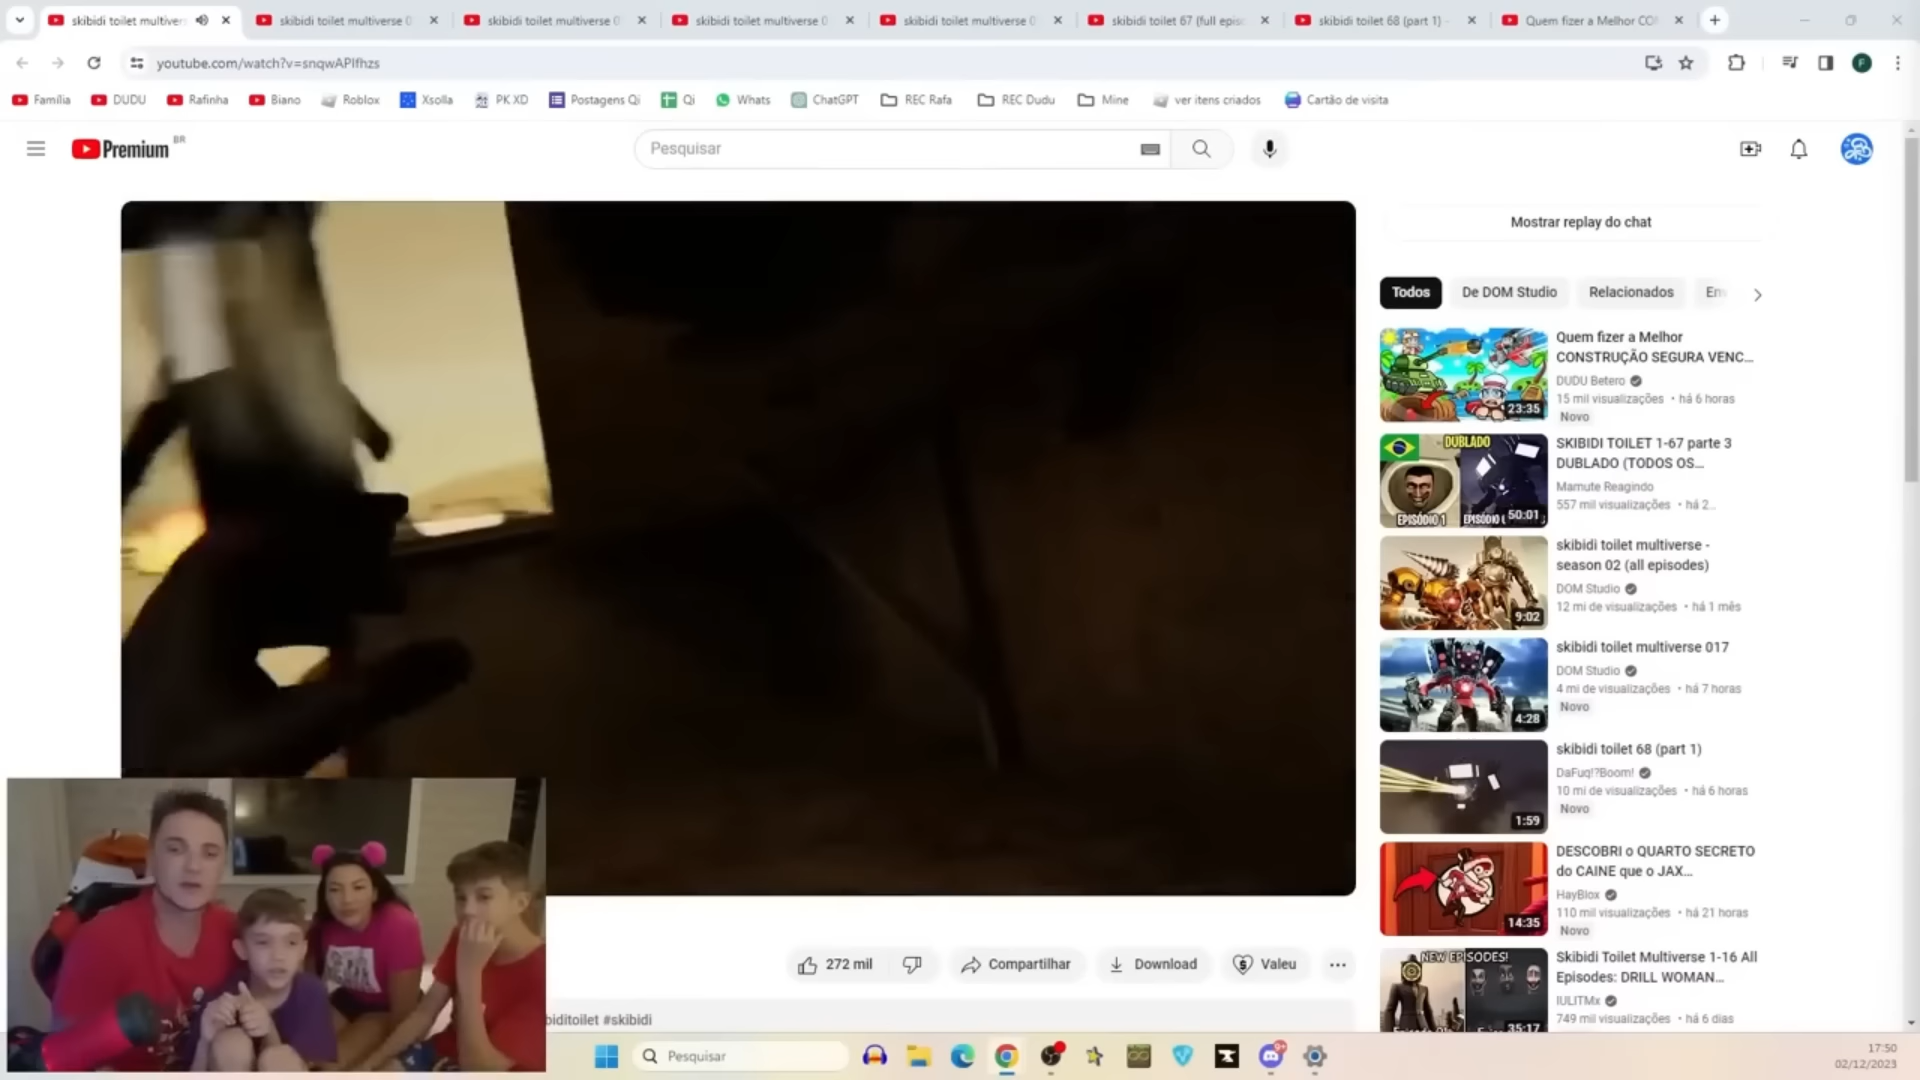 skibidi toilet multivers
skibidi toilet multiverse 0
skibidi toilet multiverse 0
skibidi toilet multiverse 0
skibidi toilet multiverse 0
skibidi toilet 67 (full epis
skibidi toilet 68 (part 1) -
Quem fizer a Melhor CO
youtube.com/watch?v=snqwAPIfhzs
F
Família
DUDU
Rafinha
Biano
Roblox
Xsolla
PK XD
Postagens Qi
Qi
Whats
ChatGPT
REC Rafa
REC Dudu
Mine
ver itens criados
Cartão de visita
Premium BR
Pesquisar
Mostrar replay do chat
Todos
De DOM Studio
Relacionados
Quem fizer a Melhor
CONSTRUÇÃO SEGURA VENC...
DUDU Betero
15 mil visualizações • há 6 horas
Novo
23:35
SKIBIDI TOILET 1-67 parte 3
DUBLADO (TODOS OS...
Mamute Reagindo
557 mil visualizações • há 2...
DUBLADO
EPISÓDIO 1
50:01
skibidi toilet multiverse -
season 02 (all episodes)
DOM Studio
12 mi de visualizações • há 1 mês
9:02
skibidi toilet multiverse 017
DOM Studio
4 mi de visualizações • há 7 horas
Novo
4:28
skibidi toilet 68 (part 1)
DaFuq!?Boom!
10 mi de visualizações • há 6 horas
Novo
1:59
DESCOBRI o QUARTO SECRETO
do CAINE que o JAX...
HayBlox
110 mil visualizações • há 21 horas
Novo
14:35
Skibidi Toilet Multiverse 1-16 All
Episodes: DRILL WOMAN...
IULITMx
749 mil visualizações • há 6 dias
NEW EPISODES!
35:17
272 mil
Compartilhar
Download
Valeu
biditoilet #skibidi
Pesquisar
17:50
02/12/2023